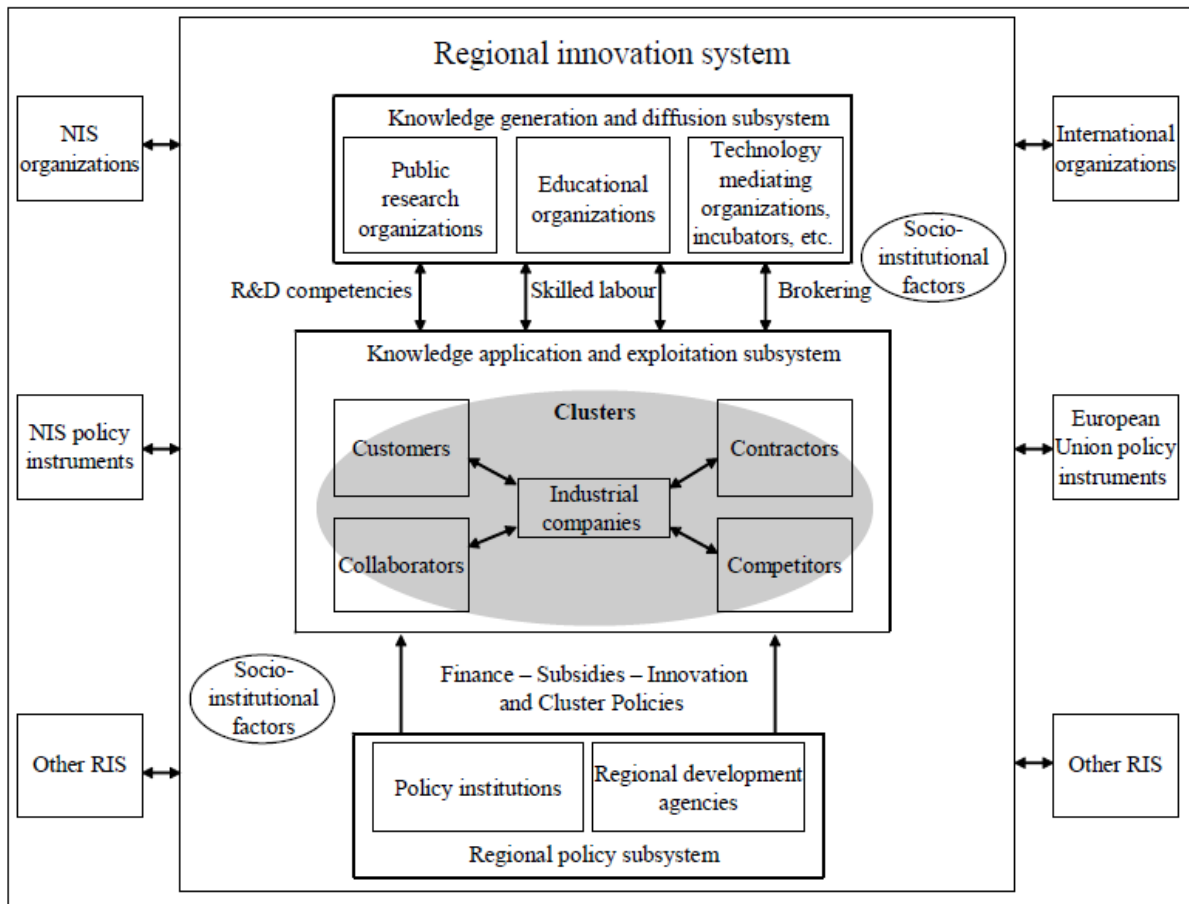 Regional innovation system
Knowledge generation and diffusion subsystem
Public
research
organizations
Educational
organizations
Technology
mediating
organizations,
incubators, etc.
NIS
organizations
International
organizations
Socio-
institutional
factors
R&D competencies
Skilled labour
Brokering
Knowledge application and exploitation subsystem
Clusters
Customers
Contractors
Industrial
companies
Collaborators
Competitors
NIS policy
instruments
European
Union policy
instruments
Socio-
institutional
factors
Finance – Subsidies – Innovation
and Cluster Policies
Other RIS
Policy institutions
Regional development
agencies
Regional policy subsystem
Other RIS